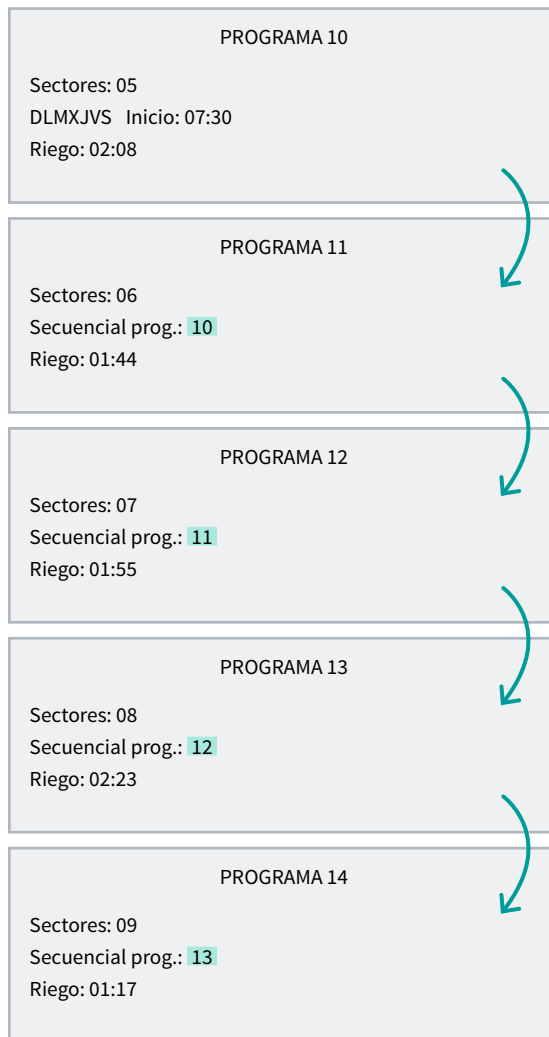 PROGRAMA 10
Sectores: 05
DLMXJVS Inicio: 07:30
Riego: 02:08
PROGRAMA 11
Sectores: 06
Secuencial prog.: 10
Riego: 01:44
PROGRAMA 12
Sectores: 07
Secuencial prog.: 11
Riego: 01:55
PROGRAMA 13
Sectores: 08
Secuencial prog.: 12
Riego: 02:23
PROGRAMA 14
Sectores: 09
Secuencial prog.: 13
Riego: 01:17